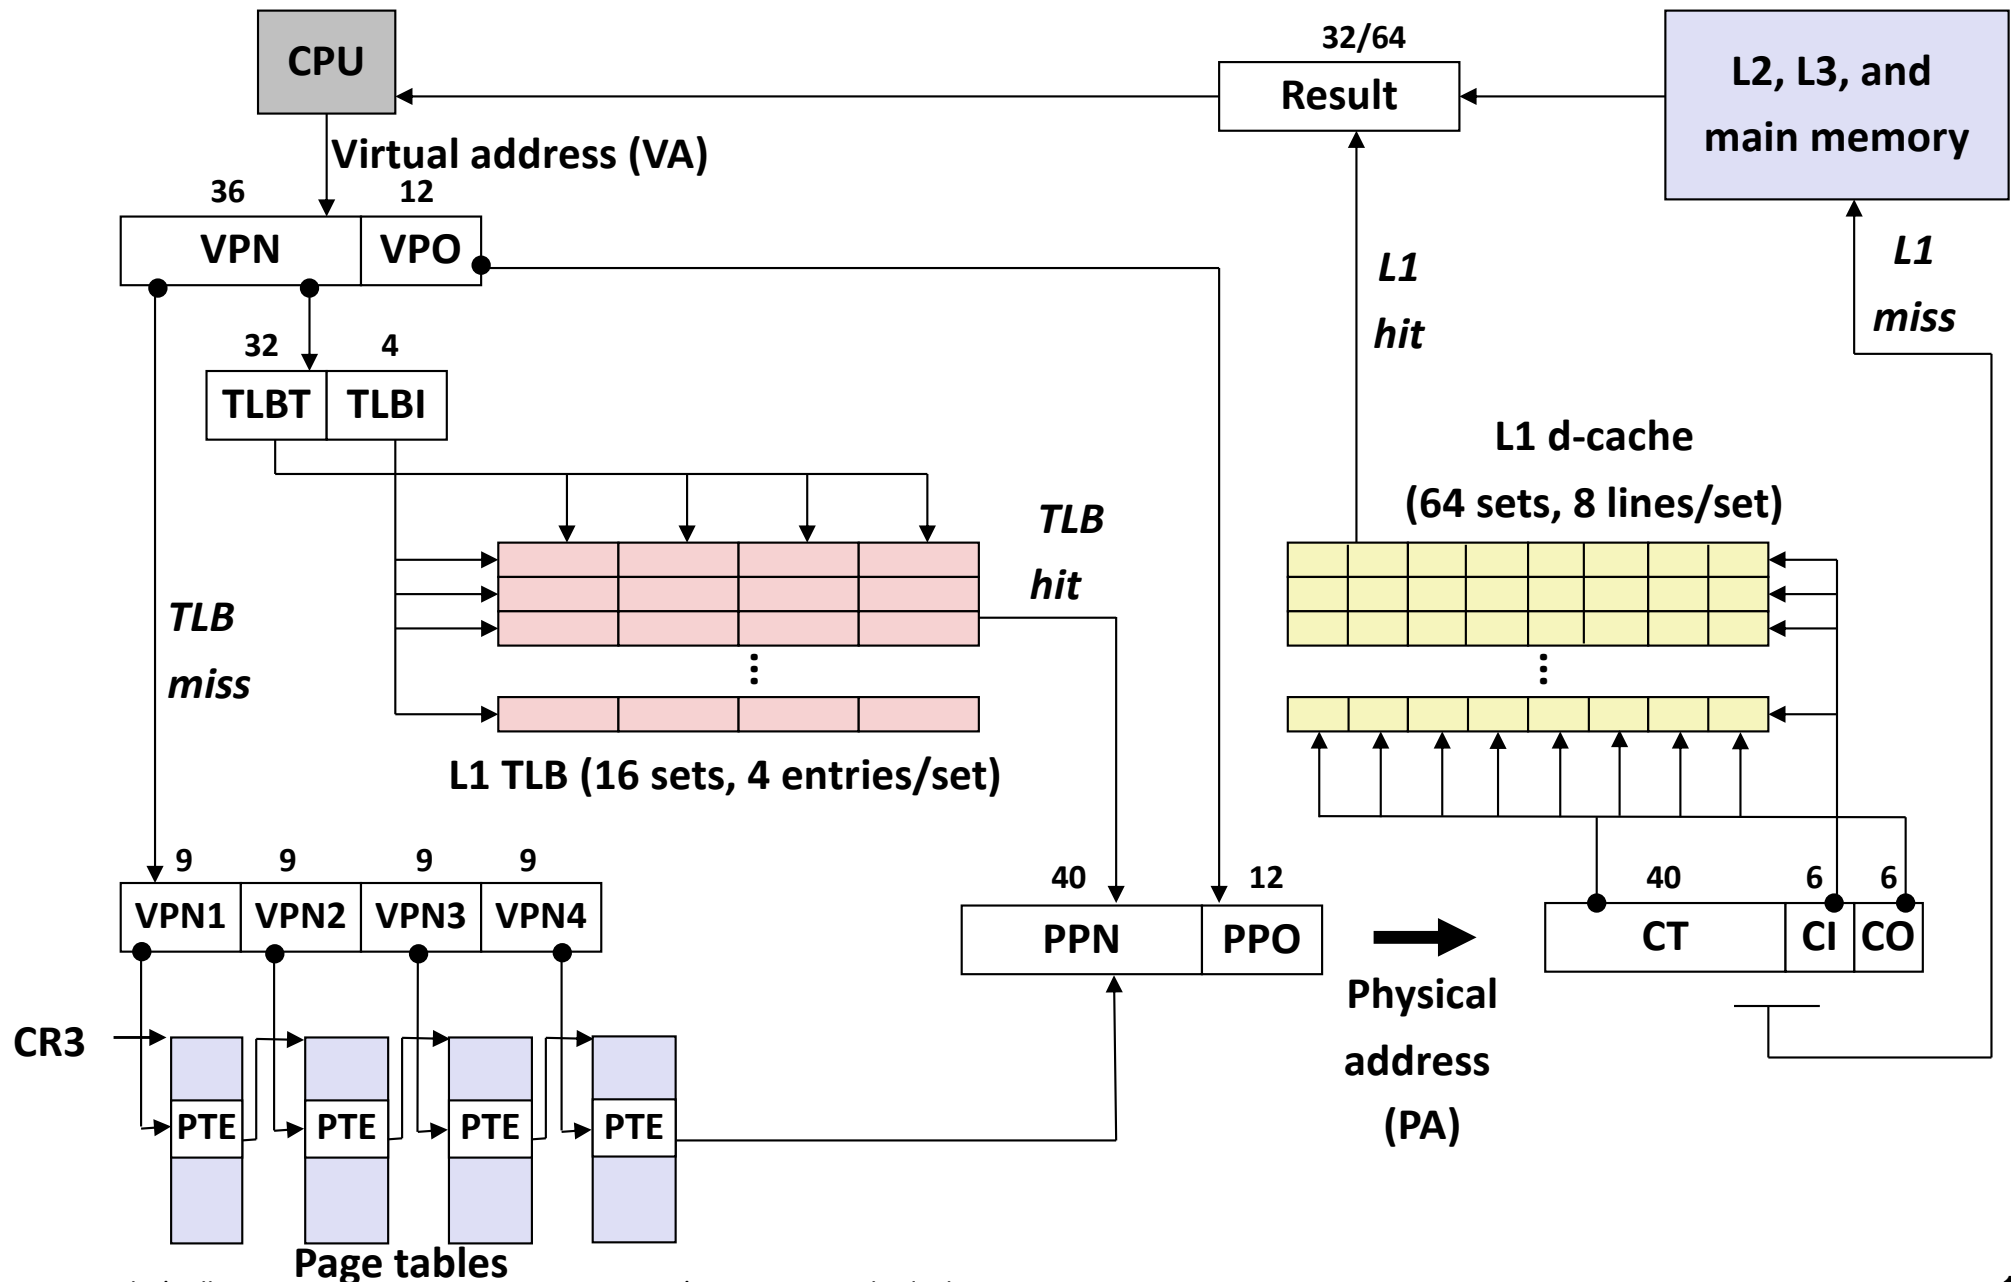 CPU
32/64
Result
L2, L3, and
main memory
Virtual address (VA)
36
12
VPN
VPO
L1
hit
L1
miss
32
4
TLBT
TLBI
L1 d-cache
(64 sets, 8 lines/set)
TLB
hit
TLB
miss
...
...
L1 TLB (16 sets, 4 entries/set)
9
9
9
9
VPN1
VPN2
VPN3
VPN4
40
12
PPN
PPO
40
6
6
CT
CI
CO
Physical
address
(PA)
CR3
PTE
PTE
PTE
PTE
Page tables